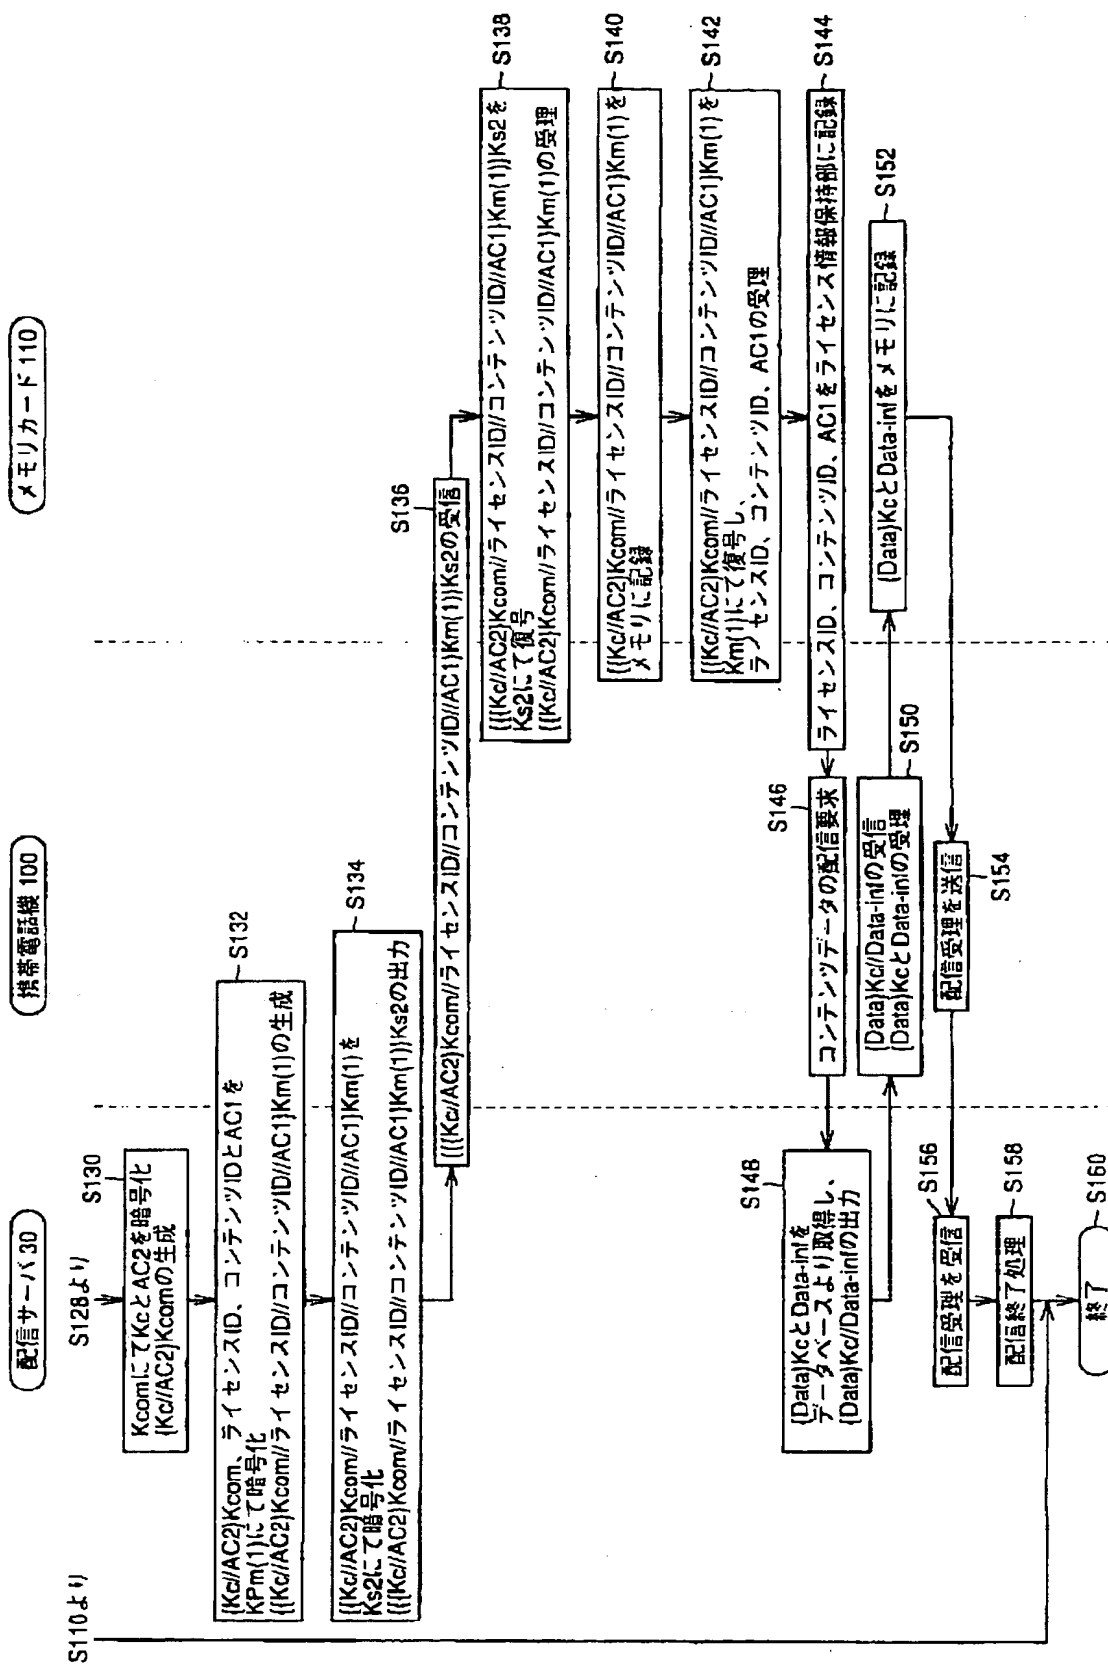 配信サーバ 30
携帯電話機 100
メモリカード 110
S110より
S128より
S130
KcomにてKcとAC2を暗号化
{Kc//AC2}Kcomの生成
S132
{Kc//AC2}Kcom、ライセンスID、コンテンツIDとAC1を
KPm(1)にて暗号化
{{Kc//AC2}Kcom//ライセンスID//コンテンツID//AC1}Km(1)の生成
S134
{{Kc//AC2}Kcom//ライセンスID//コンテンツID//AC1}Km(1)を
Ks2にて暗号化
{{{Kc//AC2}Kcom//ライセンスID//コンテンツID//AC1}Km(1)}Ks2の出力
S136
{{{Kc//AC2}Kcom//ライセンスID//コンテンツID//AC1}Km(1)}Ks2の受信
S138
{{{Kc//AC2}Kcom//ライセンスID//コンテンツID//AC1}Km(1)}Ks2を
Ks2にて復号
{{Kc//AC2}Kcom//ライセンスID//コンテンツID//AC1}Km(1)の受理
S140
{{Kc//AC2}Kcom//ライセンスID//コンテンツID//AC1}Km(1)を
メモリに記録
S142
{{Kc//AC2}Kcom//ライセンスID//コンテンツID//AC1}Km(1)を
Km(1)にて復号し、
ライセンスID、コンテンツID、AC1の受理
S144
ライセンスID、コンテンツID、AC1をライセンス情報保持部に記録
S146
コンテンツデータの配信要求
S148
{Data}KcとData-infを
データベースより取得し、
{Data}Kc//Data-infの出力
S150
{Data}Kc//Data-infの受信
{Data}KcとData-infの受理
S152
{Data}KcとData-infをメモリに記録
S154
配信受理を送信
S156
配信受理を受信
S158
配信終了処理
S160
終了